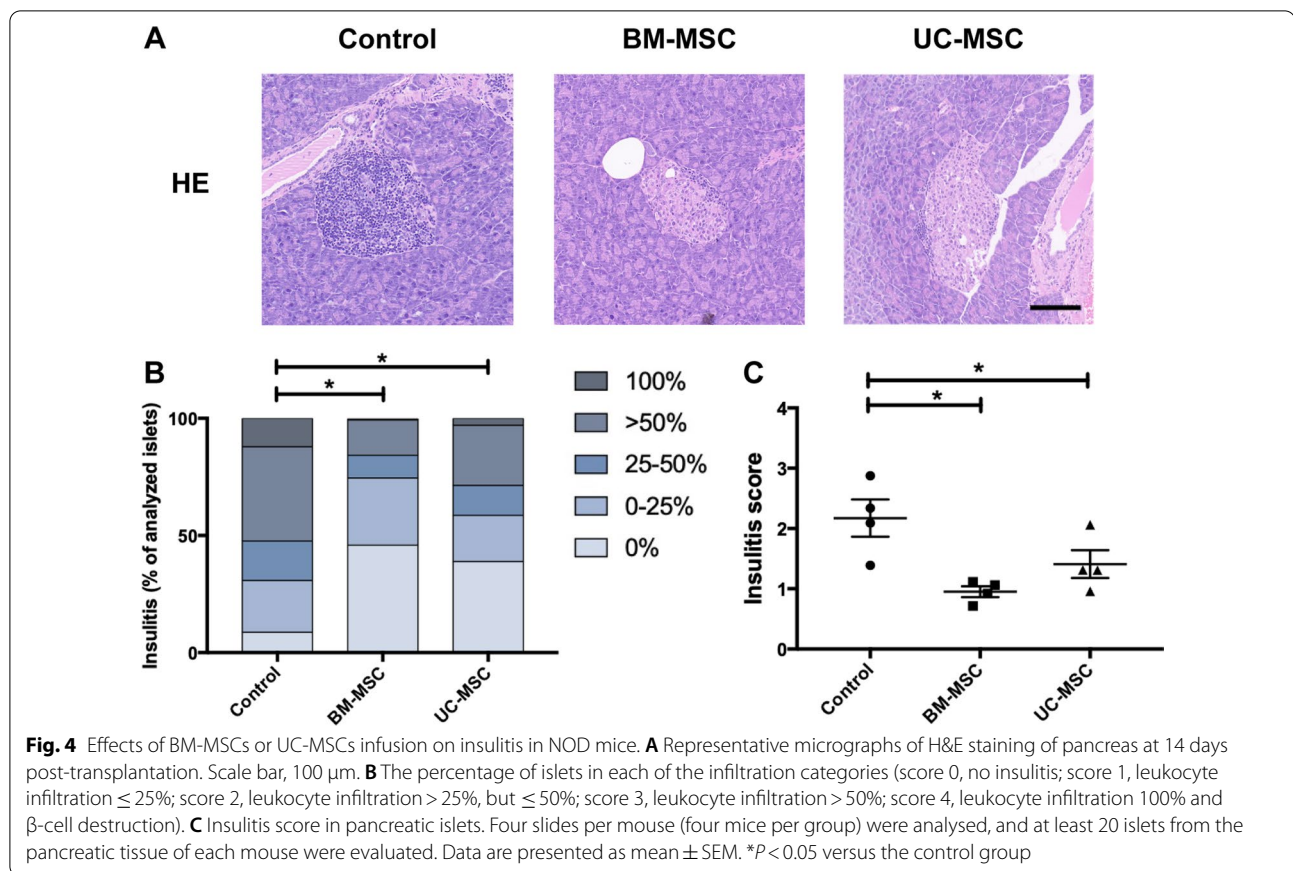 A Control BM-MSC UC-MSC
HE
B
* *
Insulitis (% of analyzed islets)
100
50
0
Control BM-MSC UC-MSC
100%
>50%
25-50%
0-25%
0%
C
* *
Insulitis score
4
3
2
1
0
Control BM-MSC UC-MSC
Fig. 4 Effects of BM-MSCs or UC-MSCs infusion on insulitis in NOD mice. A Representative micrographs of H&E staining of pancreas at 14 days
post-transplantation. Scale bar, 100 μm. B The percentage of islets in each of the infiltration categories (score 0, no insulitis; score 1, leukocyte
infiltration ≤ 25%; score 2, leukocyte infiltration > 25%, but ≤ 50%; score 3, leukocyte infiltration > 50%; score 4, leukocyte infiltration 100% and
β-cell destruction). C Insulitis score in pancreatic islets. Four slides per mouse (four mice per group) were analysed, and at least 20 islets from the
pancreatic tissue of each mouse were evaluated. Data are presented as mean ± SEM. *P < 0.05 versus the control group